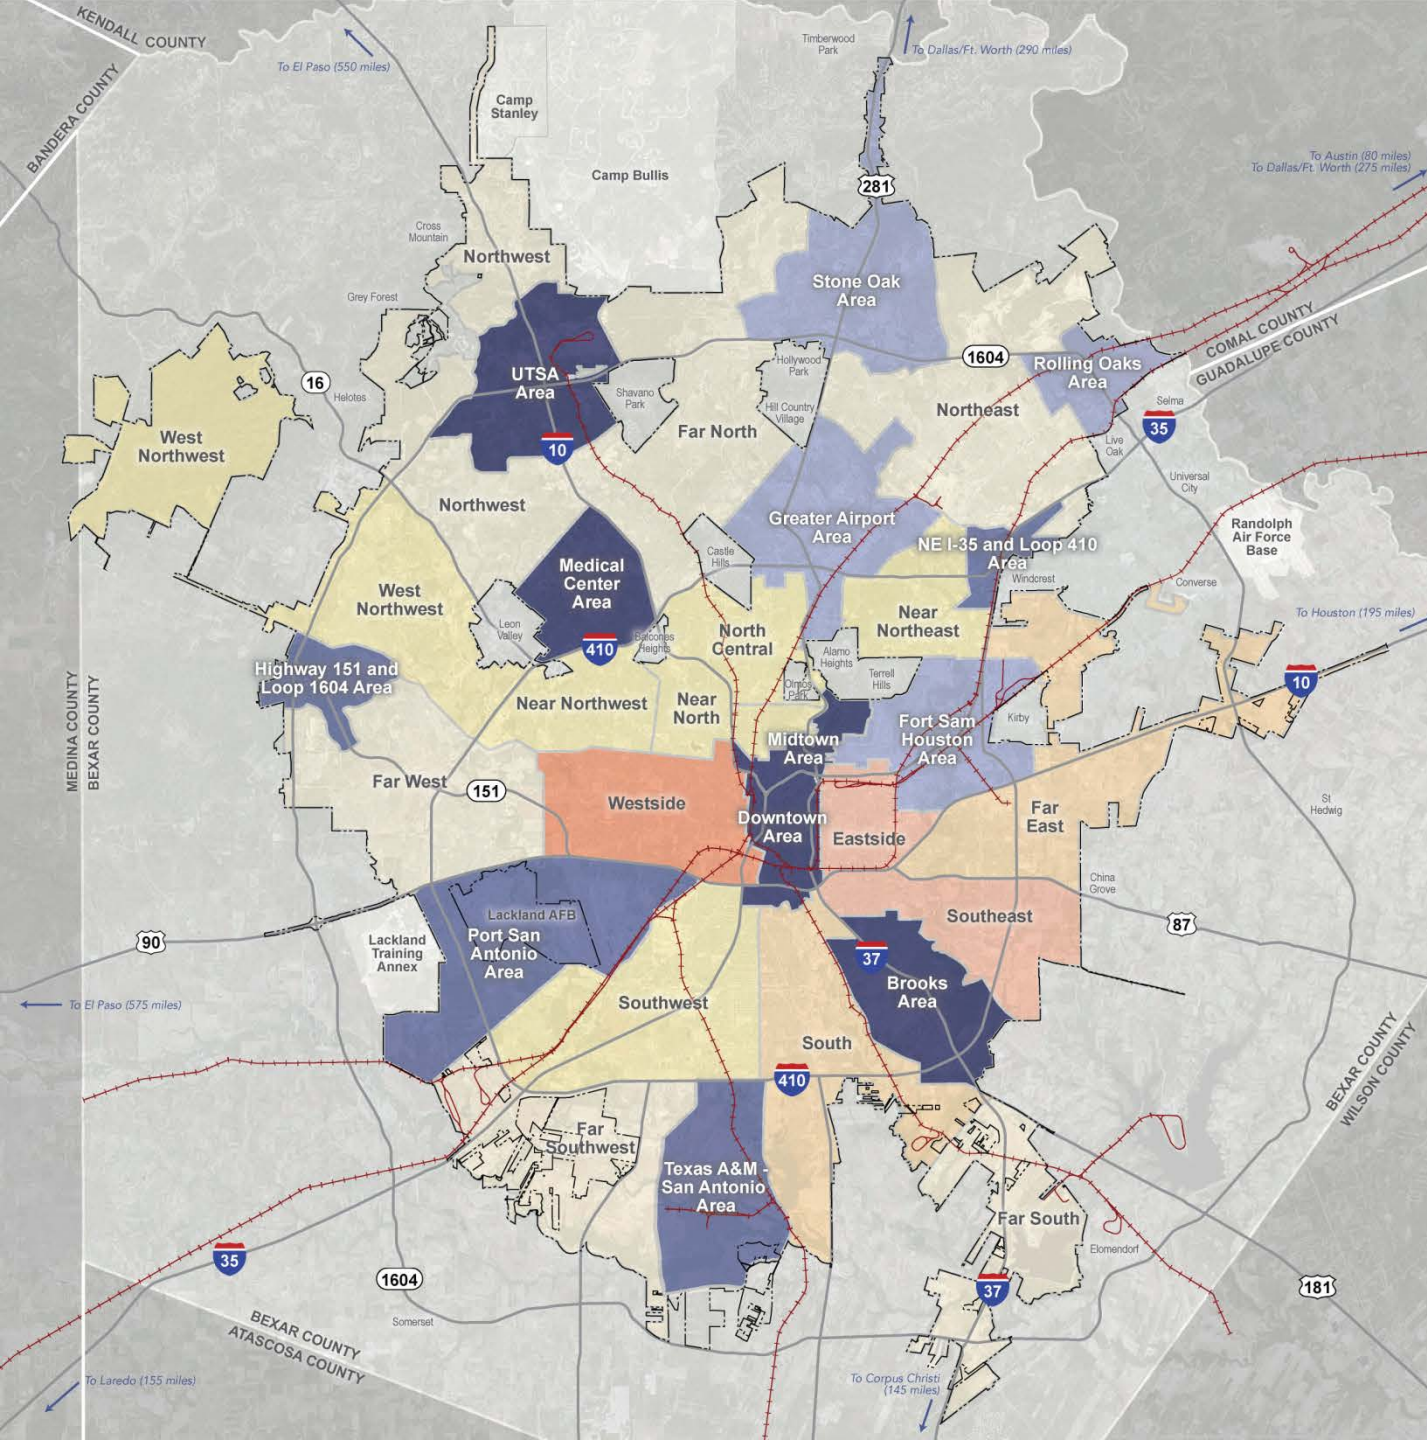 KENDALL COUNTY
BANDERA COUNTY
To El Paso (550 miles)
Timberwood
Park
To Dallas/Ft. Worth (290 miles)
Camp
Stanley
Camp Bullis
To Austin (80 miles)
To Dallas/Ft. Worth (275 miles)
281
Cross
Mountain
Northwest
Stone Oak
Area
Grey Forest
COMAL COUNTY
GUADALUPE COUNTY
1604
Hollywood
Park
Rolling Oaks
Area
UTSA
Area
16
Helotes
Shavano
Park
Hill Country
Village
Northeast
Selma
35
Far North
West
Northwest
10
Live
Oak
Universal
City
Northwest
Greater Airport
Area
NE I-35 and Loop 410
Area
Randolph
Air Force
Base
Castle
Hills
Medical
Center
Area
Windcrest
Converse
West
Northwest
Near
Northeast
To Houston (195 miles)
Leon
Valley
North
Central
Balcones
Heights
410
Alamo
Heights
Terrell
Hills
Olmos
Park
10
Highway 151 and
Loop 1604 Area
Near Northwest
Near
North
Kirby
MEDINA COUNTY
BEXAR COUNTY
Fort Sam
Houston
Area
Midtown
Area
Far West
151
Westside
Downtown
Area
Eastside
Far
East
St.
Hedwig
China
Grove
Southeast
87
Lackland AFB
Port San
Antonio
Area
90
Lackland
Training
Annex
37
Brooks
Area
To El Paso (575 miles)
Southwest
South
410
BEXAR COUNTY
WILSON COUNTY
Far
Southwest
Texas A&M -
San Antonio
Area
Far South
Elomendorf
35
1604
37
181
Somerset
BEXAR COUNTY
ATASCOSA COUNTY
To Laredo (155 miles)
To Corpus Christi
(145 miles)